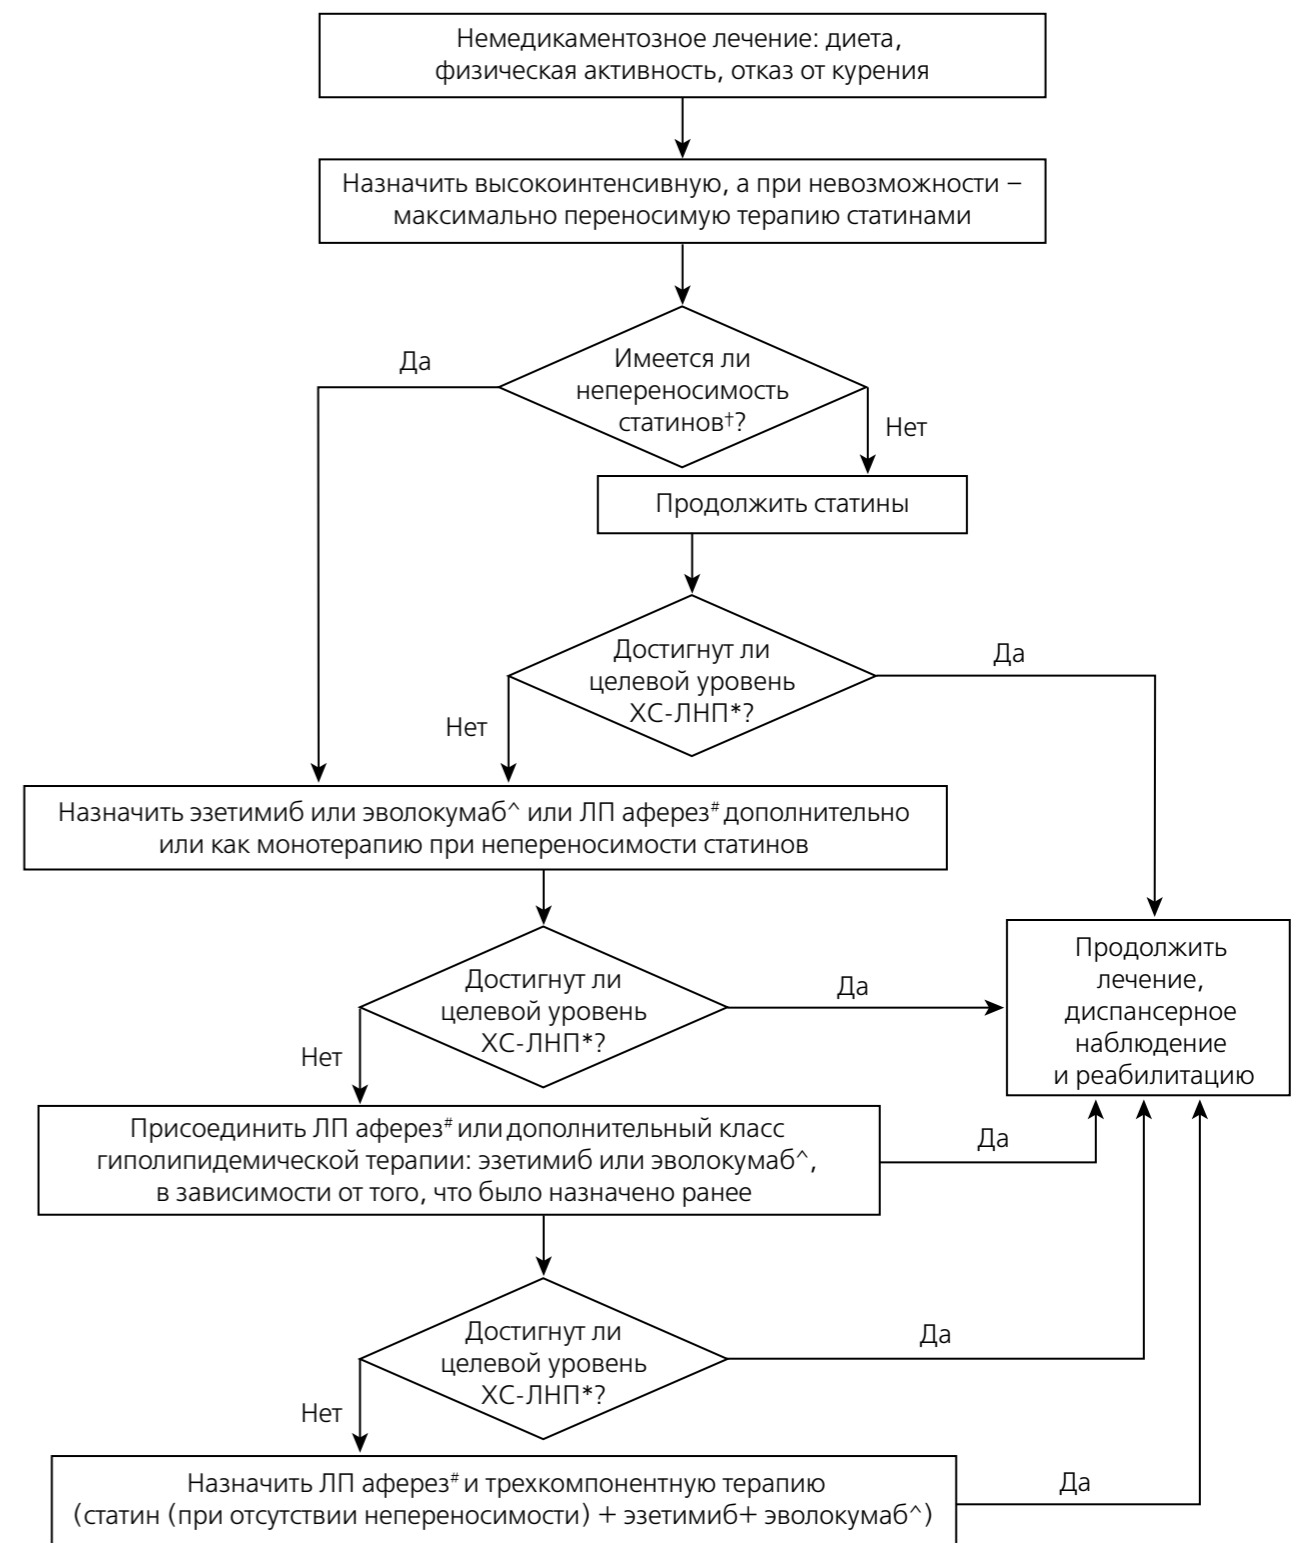 Немедикаментозное лечение: диета,
физическая активность, отказ от курения
Назначить высокоинтенсивную, а при невозможности –
максимально переносимую терапию статинами
Имеется ли
непереносимость
статинов†?
Да
Нет
Продолжить статины
Достигнут ли
целевой уровень
ХС-ЛНП*?
Да
Нет
Назначить эзетимиб или эволокумаб^ или ЛП аферез# дополнительно
или как монотерапию при непереносимости статинов
Достигнут ли
целевой уровень
ХС-ЛНП*?
Да
Нет
Продолжить
лечение,
диспансерное
наблюдение
и реабилитацию
Присоединить ЛП аферез# или дополнительный класс
гиполипидемической терапии: эзетимиб или эволокумаб^,
в зависимости от того, что было назначено ранее
Да
Достигнут ли
целевой уровень
ХС-ЛНП*?
Да
Нет
Назначить ЛП аферез# и трехкомпонентную терапию
(статин (при отсутствии непереносимости) + эзетимиб+ эволокумаб^)
Да